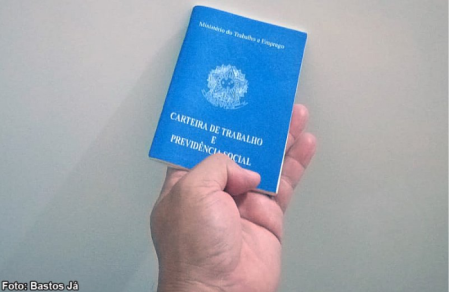 Ministério do Trabalho e Emprego
CARTEIRA DE TRABALHO
E
PREVIDÊNCIA SOCIAL
Foto: Bastos Já